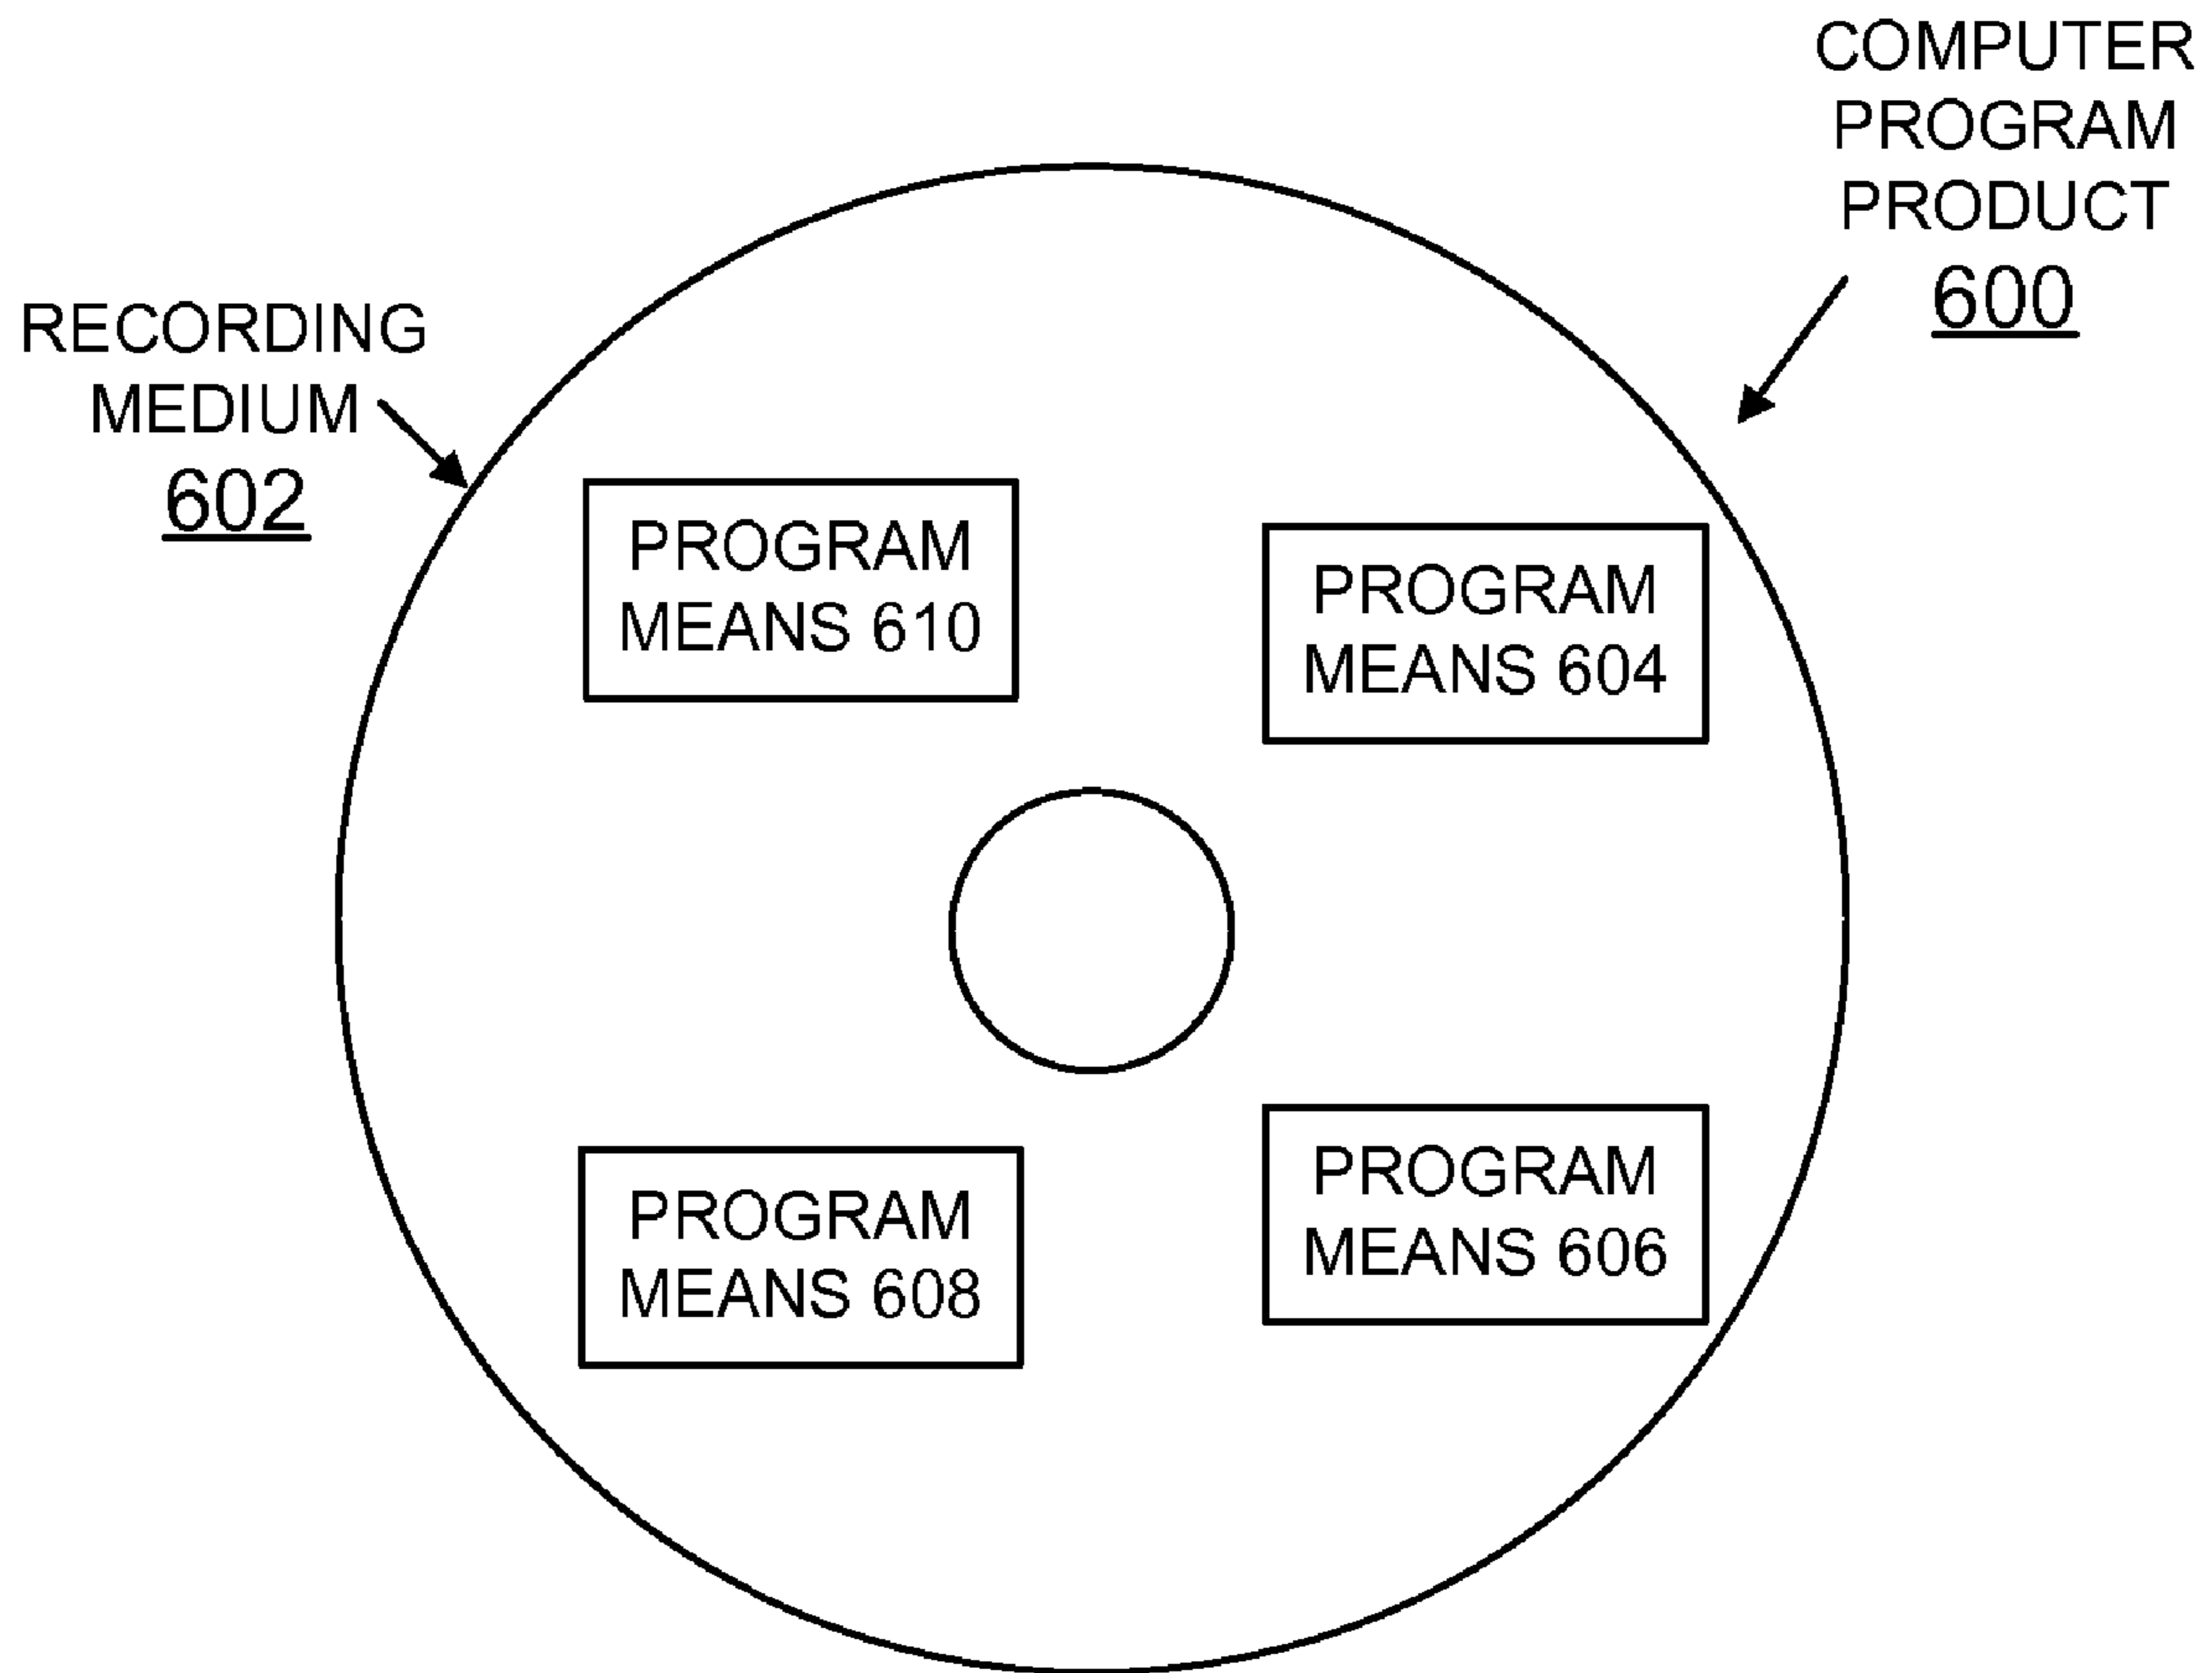 COMPUTER
PROGRAM
PRODUCT
600
RECORDING
MEDIUM
602
PROGRAM
MEANS 610
PROGRAM
MEANS 604
PROGRAM
MEANS 608
PROGRAM
MEANS 606